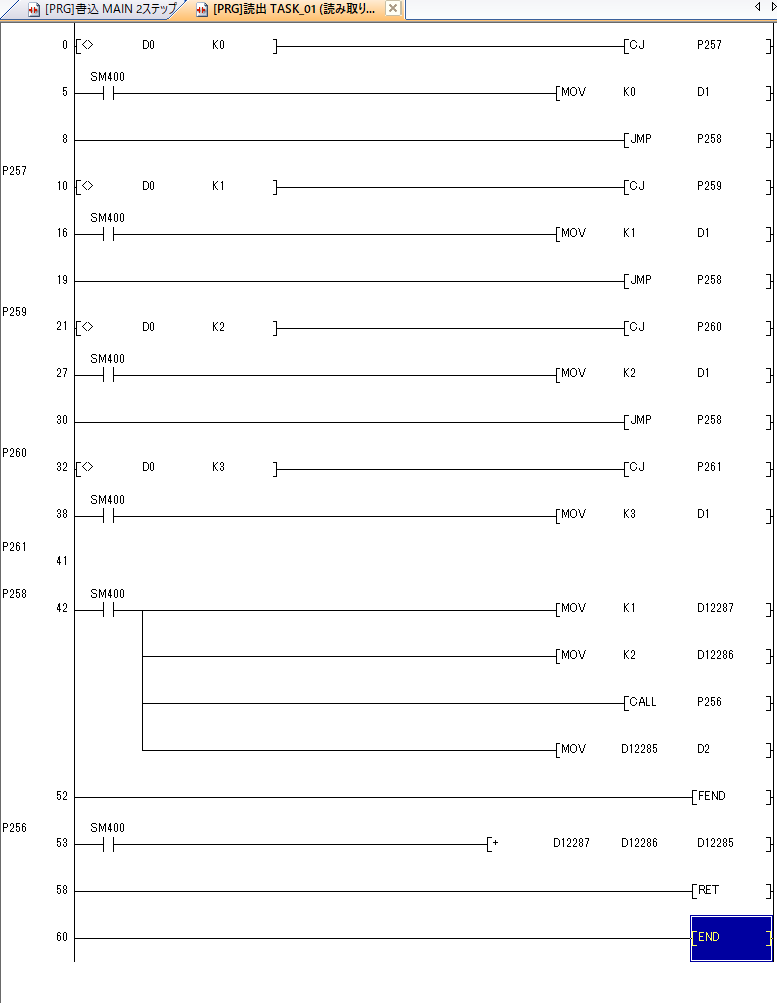 [PRG]書込 MAIN 2ステップ [PRG]読出 TASK_01 (読み取り...
0 [<> D0 K0 ] [CJ P257 ]
SM400
5 [MOV K0 D1 ]
8 [JMP P258 ]
P257
10 [<> D0 K1 ] [CJ P259 ]
SM400
16 [MOV K1 D1 ]
19 [JMP P258 ]
P259
21 [<> D0 K2 ] [CJ P260 ]
SM400
27 [MOV K2 D1 ]
30 [JMP P258 ]
P260
32 [<> D0 K3 ] [CJ P261 ]
SM400
38 [MOV K3 D1 ]
P261
41
P258 SM400
42 [MOV K1 D12287 ]
[MOV K2 D12286 ]
[CALL P256 ]
[MOV D12285 D2 ]
52 [FEND ]
P256 SM400
53 [+ D12287 D12286 D12285 ]
58 [RET ]
60 [END ]